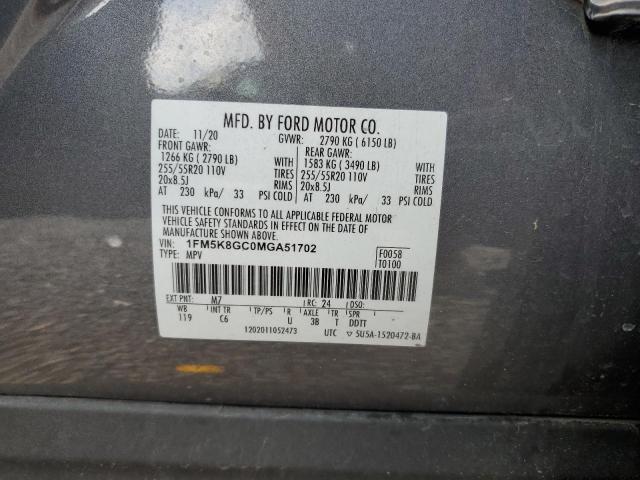 MFD. BY FORD MOTOR CO.
DATE: 11/20 GVWR: 2790 KG ( 6150 LB)
FRONT GAWR: REAR GAWR:
1266 KG ( 2790 LB) WITH 1583 KG ( 3490 LB) WITH
255/55R20 110V TIRES 255/55R20 110V TIRES
20x8.5J RIMS 20x8.5J RIMS
AT 230 kPa/ 33 PSI COLD AT 230 kPa/ 33 PSI COLD
THIS VEHICLE CONFORMS TO ALL APPLICABLE FEDERAL MOTOR
VEHICLE SAFETY STANDARDS IN EFFECT ON THE DATE OF
MANUFACTURE SHOWN ABOVE.
VIN: 1FM5K8GC0MGA51702 F0058
TYPE: MPV T0100
EXT PNT: M7 RC: 24 DSO:
WB INT TR TP/PS R AXLE TR
119 C6 U 3B T DDTT
1202011052473 UTC ▽ 5U5A-1520472-BA